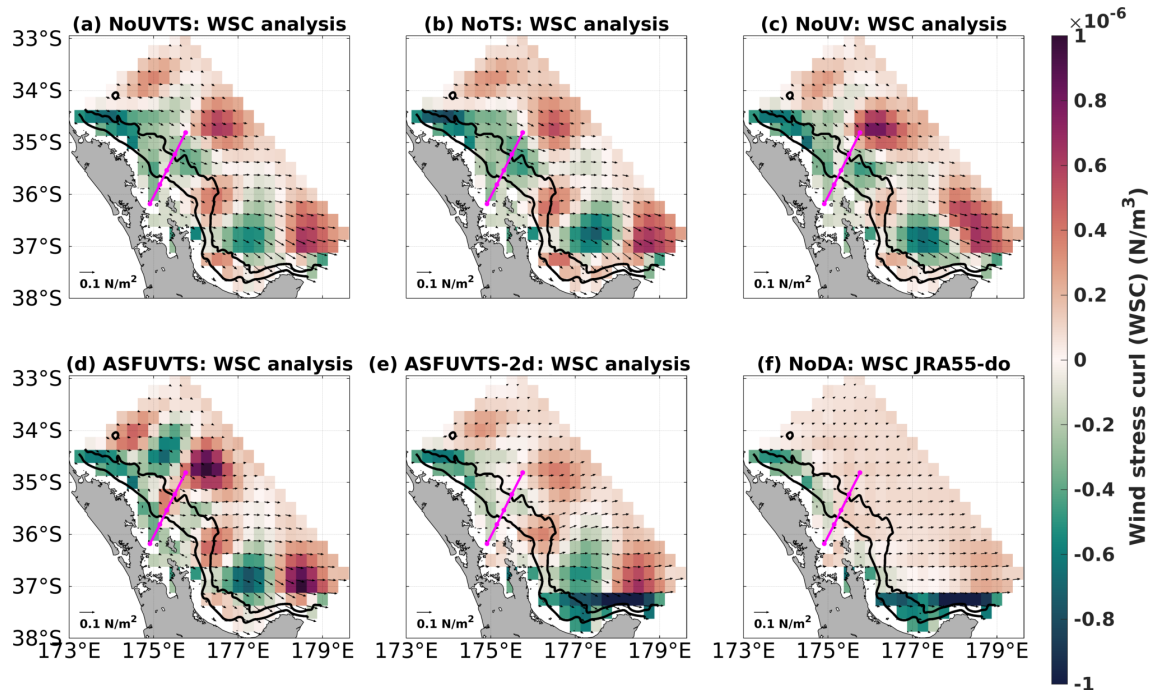 (a) NoUVTS: WSC analysis
(b) NoTS: WSC analysis
(c) NoUV: WSC analysis
×10⁻⁶
33°S
34°S
35°S
36°S
37°S
38°S
0.1 N/m²
0.1 N/m²
0.1 N/m²
(d) ASFUVTS: WSC analysis
(e) ASFUVTS-2d: WSC analysis
(f) NoDA: WSC JRA55-do
33°S
34°S
35°S
36°S
37°S
38°S
0.1 N/m²
0.1 N/m²
0.1 N/m²
173°E 175°E 177°E 179°E
173°E 175°E 177°E 179°E
173°E 175°E 177°E 179°E
1
0.8
0.6
0.4
0.2
0
-0.2
-0.4
-0.6
-0.8
-1
Wind stress curl (WSC) (N/m³)